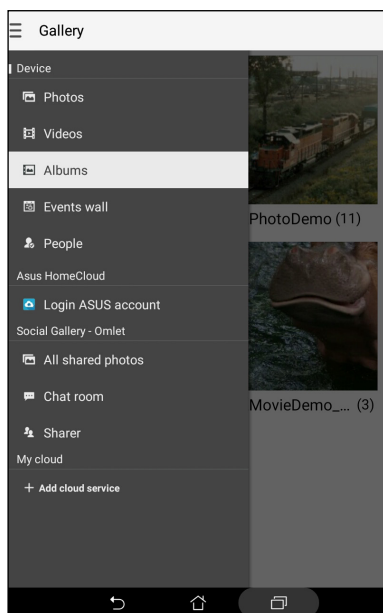 Gallery
Device
Photos
Videos
Albums
Events wall
People
Asus HomeCloud
Login ASUS account
Social Gallery - Omlet
All shared photos
Chat room
Sharer
My cloud
+ Add cloud service
PhotoDemo (11)
MovieDemo_... (3)